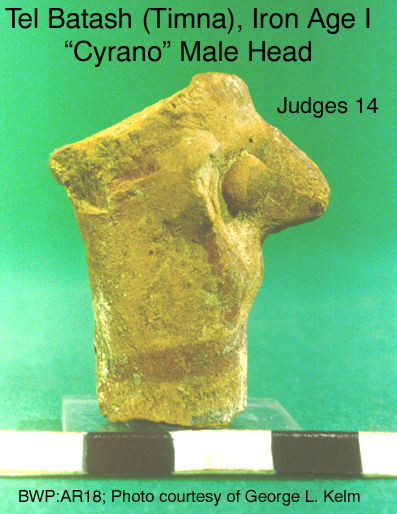 Tel Batash (Timna), Iron Age I
“Cyrano” Male Head
Judges 14
BWP:AR18; Photo courtesy of George L. Kelm